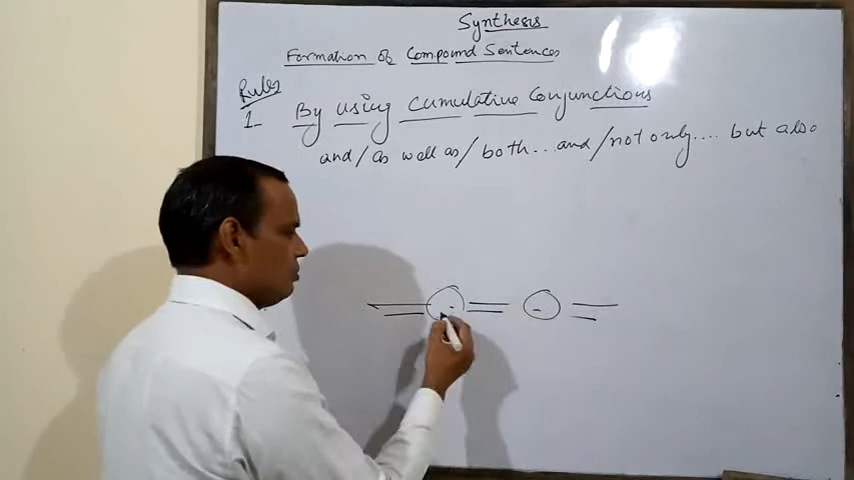 Synthesis
Formation of Compound Sentences
Rules
1 By using Cumulative Conjunctions
and/as well as/both...and/not only.... but also